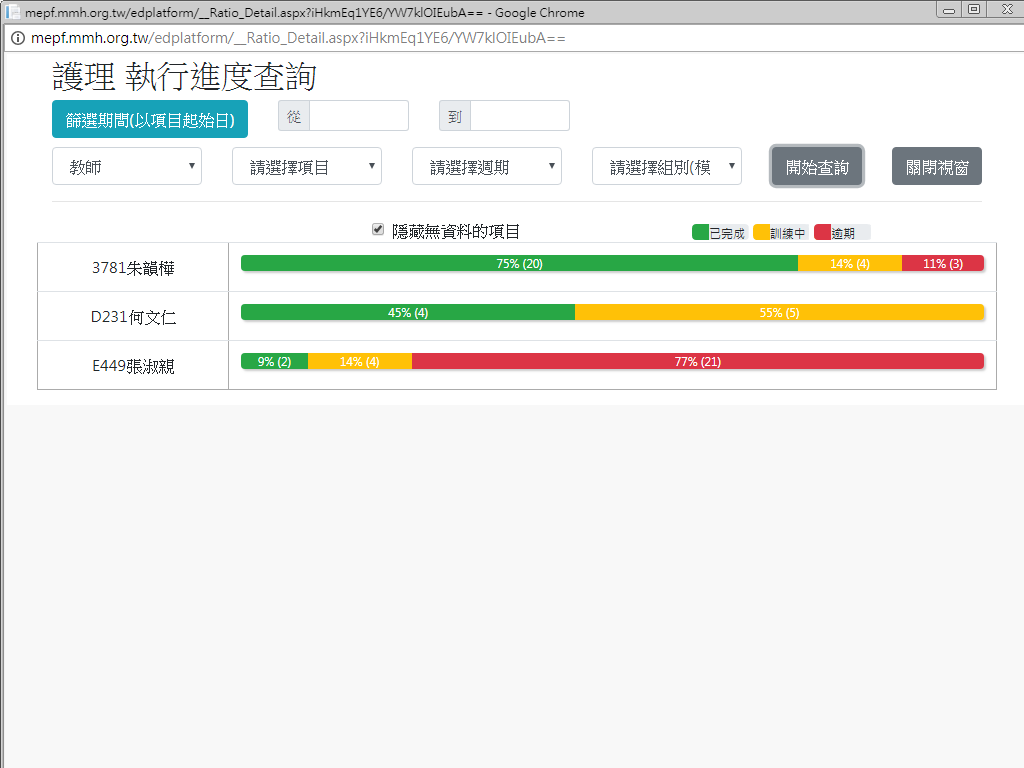 mepf.mmh.org.tw/edplatform/__Ratio_Detail.aspx?iHkmEq1YE6/YW7klOIEubA== - Google Chrome
mepf.mmh.org.tw/edplatform/__Ratio_Detail.aspx?iHkmEq1YE6/YW7klOIEubA==
護理 執行進度查詢
篩選期間(以項目起始日) 從 到
教師 請選擇項目 請選擇週期 請選擇組別(模 開始查詢 關閉視窗
隱藏無資料的項目 已完成 訓練中 逾期
3781朱韻樺 75% (20) 14% (4) 11% (3)
D231何文仁 45% (4) 55% (5)
E449張淑親 9% (2) 14% (4) 77% (21)